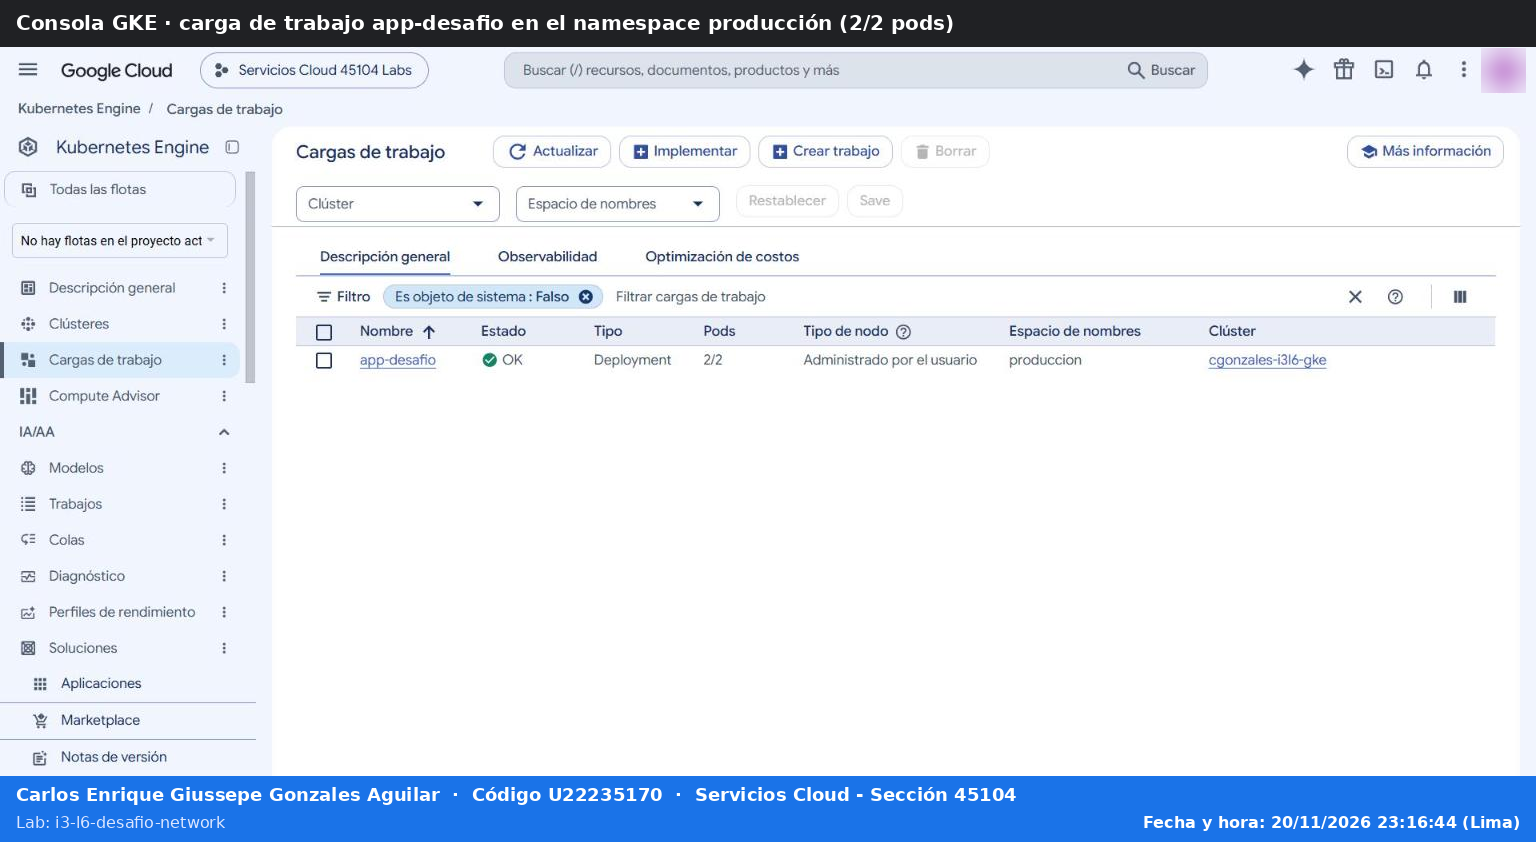 Consola GKE · carga de trabajo app-desafio en el namespace producción (2/2 pods)
Google Cloud
Servicios Cloud 45104 Labs
Buscar (/) recursos, documentos, productos y más
Buscar
Kubernetes Engine / Cargas de trabajo
Kubernetes Engine
Todas las flotas
No hay flotas en el proyecto act
Descripción general
Clústeres
Cargas de trabajo
Compute Advisor
IA/AA
Modelos
Trabajos
Colas
Diagnóstico
Perfiles de rendimiento
Soluciones
Aplicaciones
Marketplace
Notas de versión
Cargas de trabajo
Actualizar
Implementar
Crear trabajo
Borrar
Más información
Clúster
Espacio de nombres
Restablecer
Save
Descripción general
Observabilidad
Optimización de costos
Filtro
Es objeto de sistema : Falso
Filtrar cargas de trabajo
Nombre Estado Tipo Pods Tipo de nodo Espacio de nombres Clúster
app-desafio OK Deployment 2/2 Administrado por el usuario produccion cgonzales-i3l6-gke
Carlos Enrique Giussepe Gonzales Aguilar · Código U22235170 · Servicios Cloud - Sección 45104
Lab: i3-l6-desafio-network
Fecha y hora: 20/11/2026 23:16:44 (Lima)